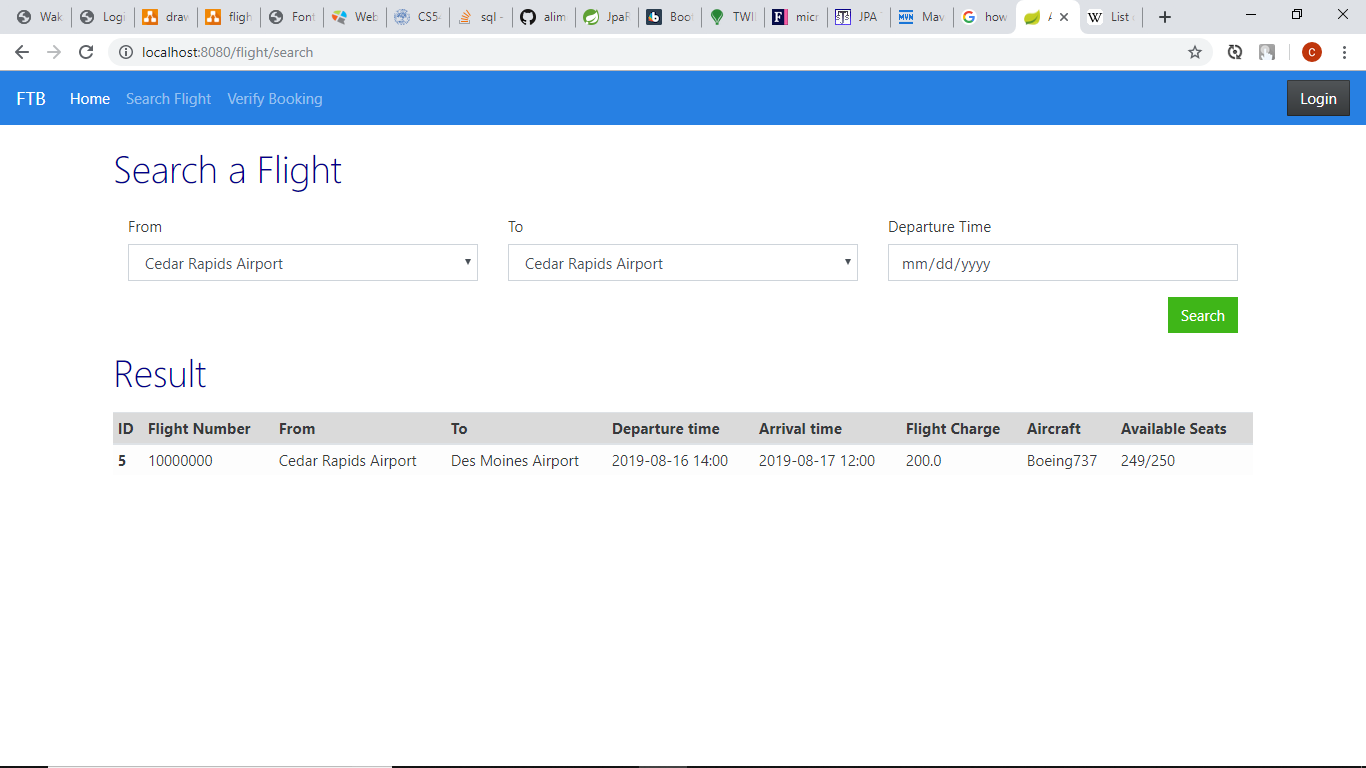 Wak Logi draw fligh Font Web CS54 sql - alim JpaR Boot TWI micr JPA Mav how List
localhost:8080/flight/search
C
FTB Home Search Flight Verify Booking Login
Search a Flight
From To Departure Time
Cedar Rapids Airport Cedar Rapids Airport mm/dd/yyyy
Search
Result
ID Flight Number From To Departure time Arrival time Flight Charge Aircraft Available Seats
5 10000000 Cedar Rapids Airport Des Moines Airport 2019-08-16 14:00 2019-08-17 12:00 200.0 Boeing737 249/250